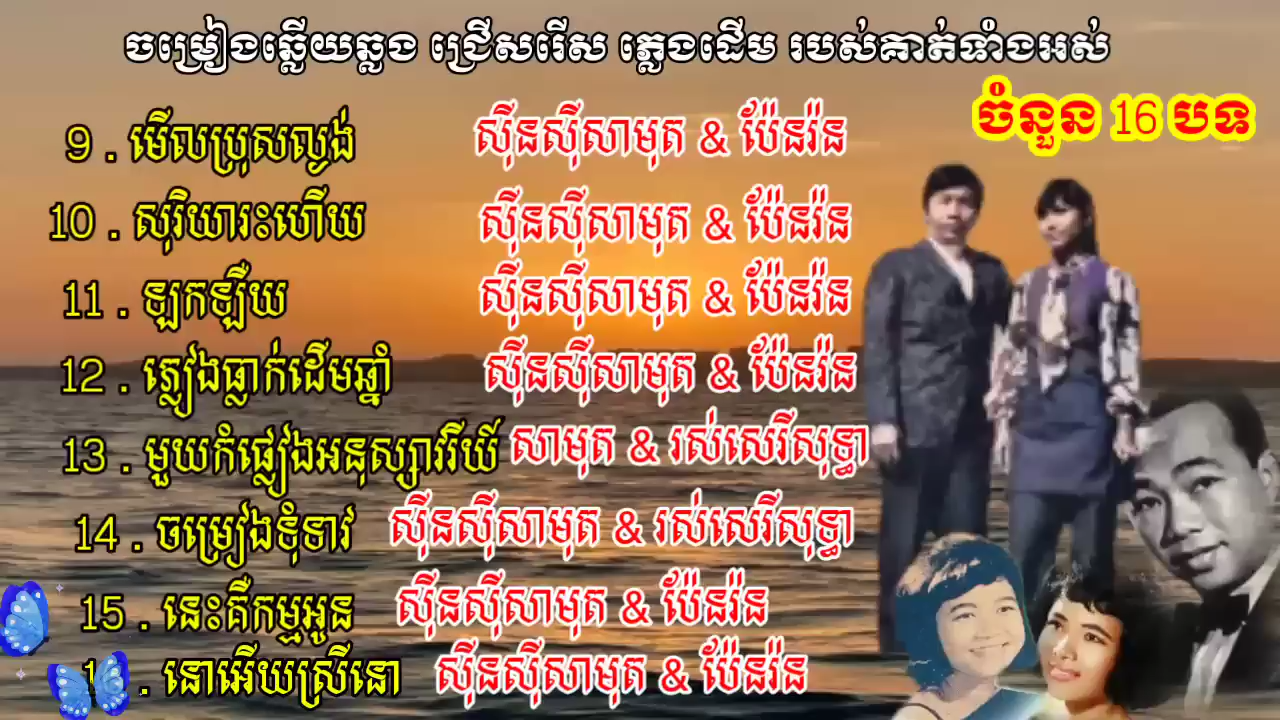 ចម្រៀងឆ្លើយឆ្លង ជ្រើសរើស ភ្លេងដើម របស់គាត់ទាំងអស់
ចំនួន 16 បទ
9 . មើលប្រុសល្ងង់ ស៊ីនស៊ីសាមុត & ប៉ែនរ៉ន
10 . សុរិយារះហើយ ស៊ីនស៊ីសាមុត & ប៉ែនរ៉ន
11 . ឡកឡឺយ ស៊ីនស៊ីសាមុត & ប៉ែនរ៉ន
12 . ភ្លៀងធ្លាក់ដើមឆ្នាំ ស៊ីនស៊ីសាមុត & ប៉ែនរ៉ន
13 . មួយកំផ្លៀងអនុស្សាវរីយ៍ សាមុត & រស់សេរីសុទ្ធា
14 . ចម្រៀងទុំទាវ ស៊ីនស៊ីសាមុត & រស់សេរីសុទ្ធា
15 . នេះគឺកម្មអូន ស៊ីនស៊ីសាមុត & ប៉ែនរ៉ន
. នោអើយស្រីនោ ស៊ីនស៊ីសាមុត & ប៉ែនរ៉ន